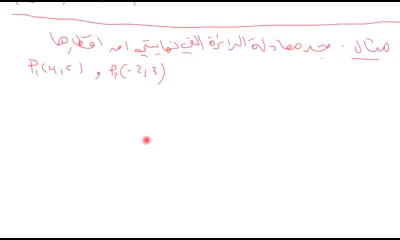 مثال . جد معادلة الدائرة التي نهايتي احد اقطارها
P₁(4,5) و P₂(-2,3)